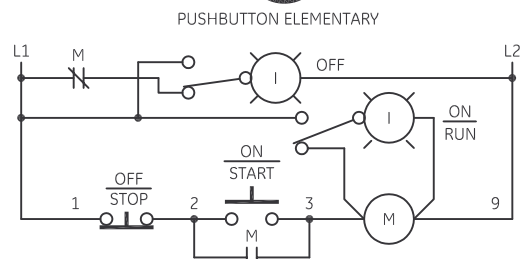 PUSHBUTTON ELEMENTARY
L1
M
I
OFF
L2
I
ON
RUN
ON
START
OFF
STOP
1
2
3
M
9
M